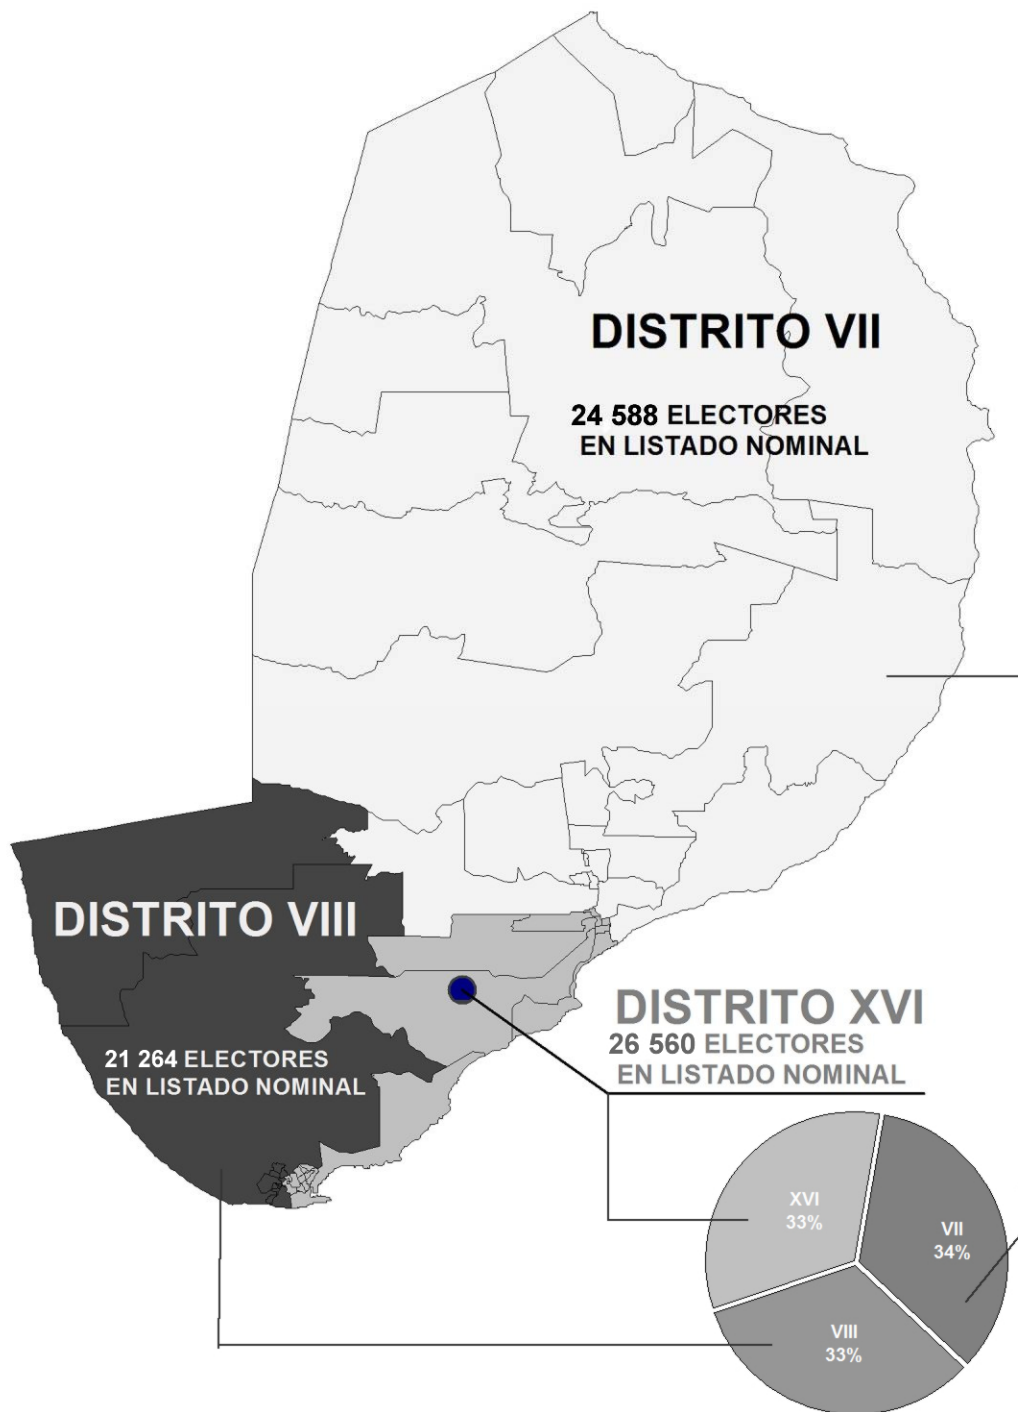 DISTRITO VII
24 588 ELECTORES
EN LISTADO NOMINAL
DISTRITO VIII
21 264 ELECTORES
EN LISTADO NOMINAL
DISTRITO XVI
26 560 ELECTORES
EN LISTADO NOMINAL
XVI
33%
VII
34%
VIII
33%